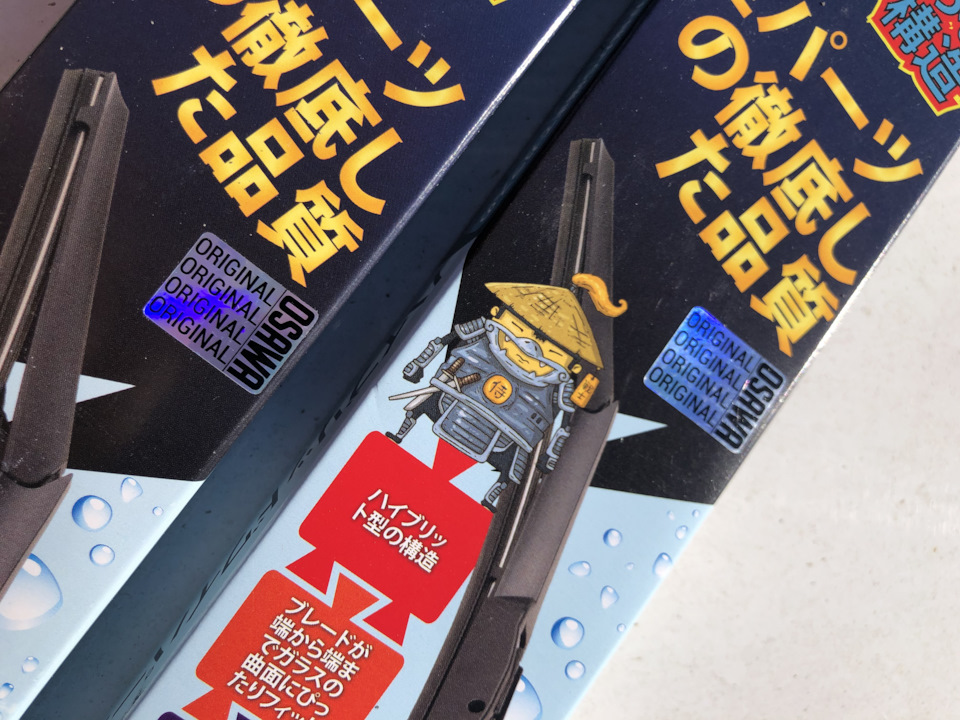 ーツ
の徹底し
た品質
ORIGINAL
ORIGINAL
ORIGINAL
ORIGINAL
OSAWA
構造
パーツ
の徹底し
た品質
ORIGINAL
ORIGINAL
ORIGINAL
ORIGINAL
OSAWA
侍
ハイブリッ
ト型の構造
ブレードが
端から端ま
でガラスの
曲面にぴっ
たりフィット